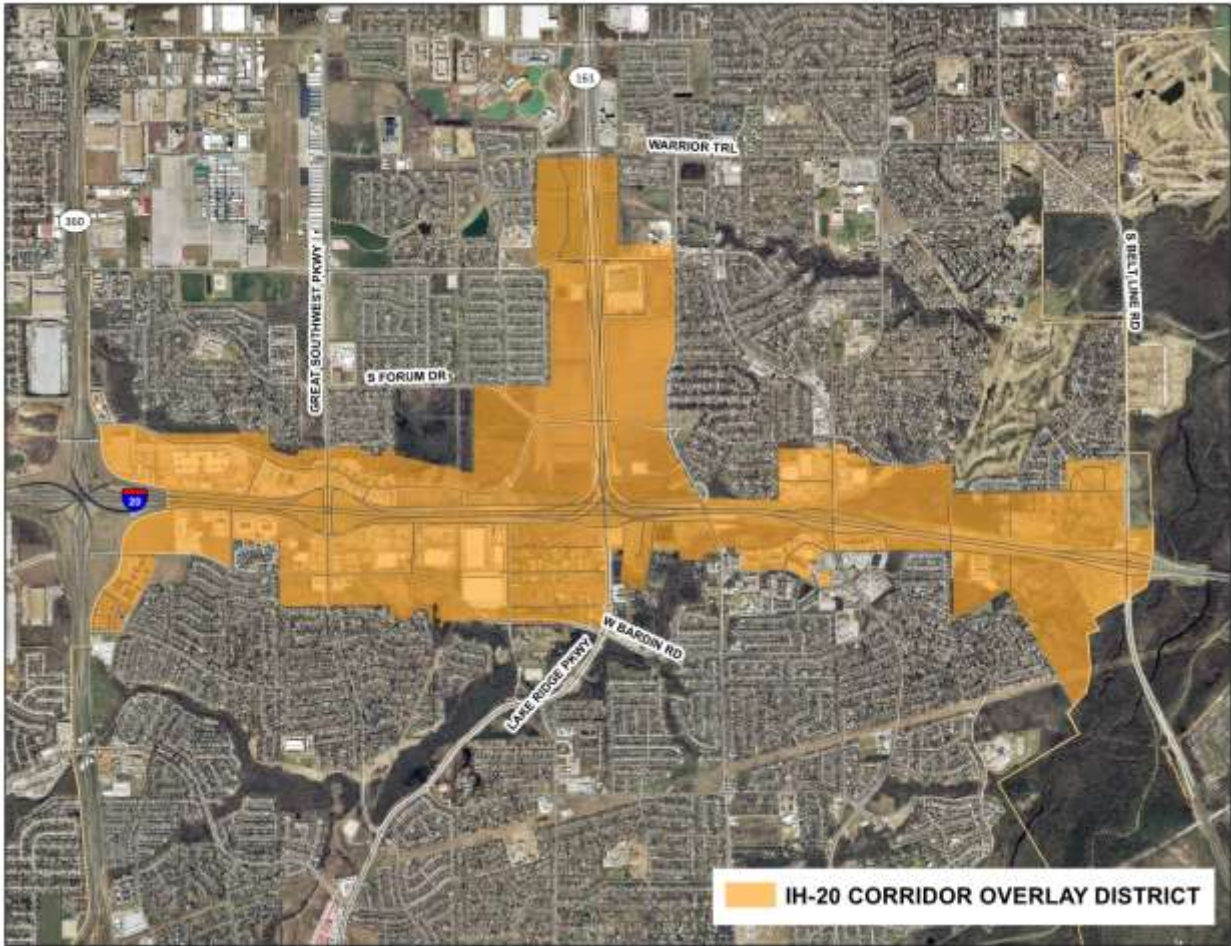 161
WARRIOR TRL
360
GREAT SOUTHWEST PKWY
S BELT LINE RD
S FORUM DR
20
W BARDIN RD
LAKE RIDGE PKWY
IH-20 CORRIDOR OVERLAY DISTRICT